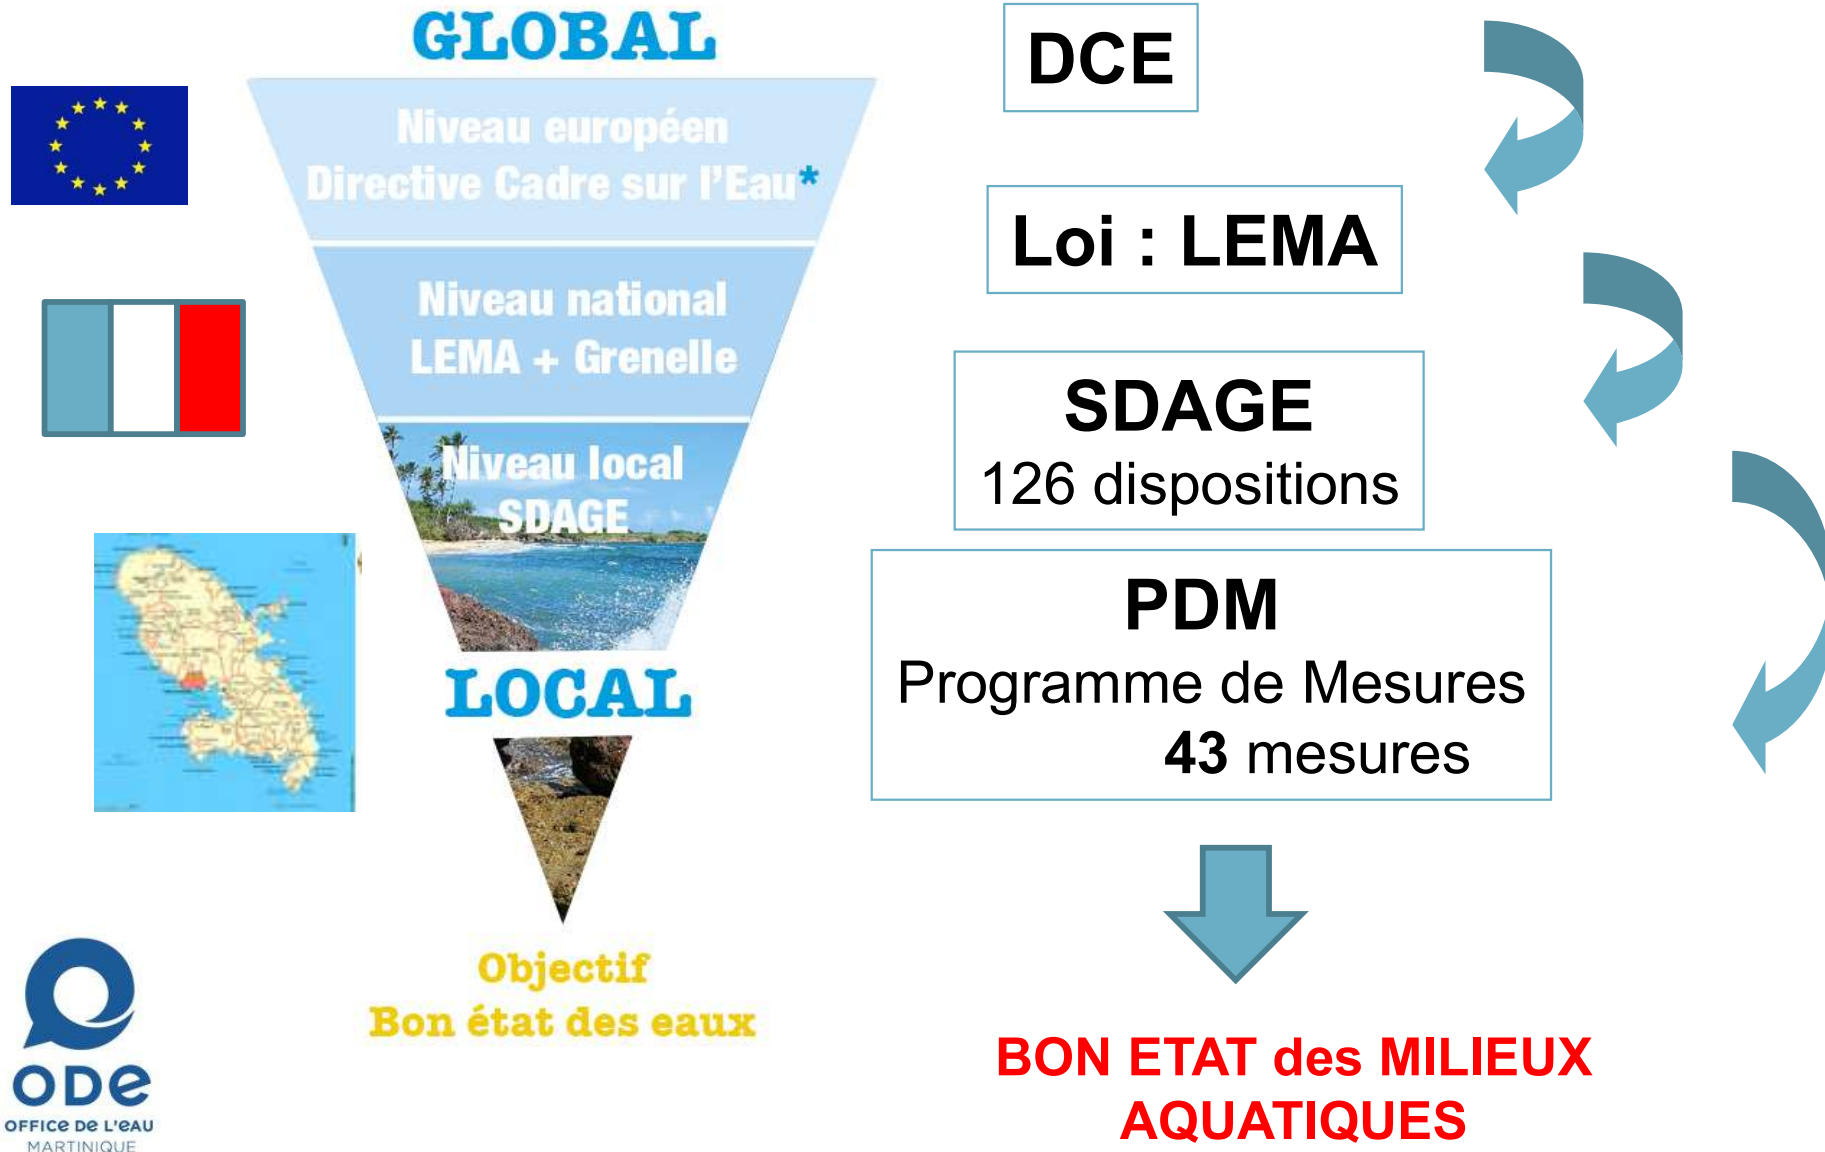 GLOBAL
Niveau européen
Directive Cadre sur l'Eau*
Niveau national
LEMA + Grenelle
Niveau local
SDAGE
LOCAL
Objectif
Bon état des eaux
DCE
Loi : LEMA
SDAGE
126 dispositions
PDM
Programme de Mesures
43 mesures
BON ETAT des MILIEUX
AQUATIQUES
ODe
OFFICE DE L'eAU
MARTINIQUE